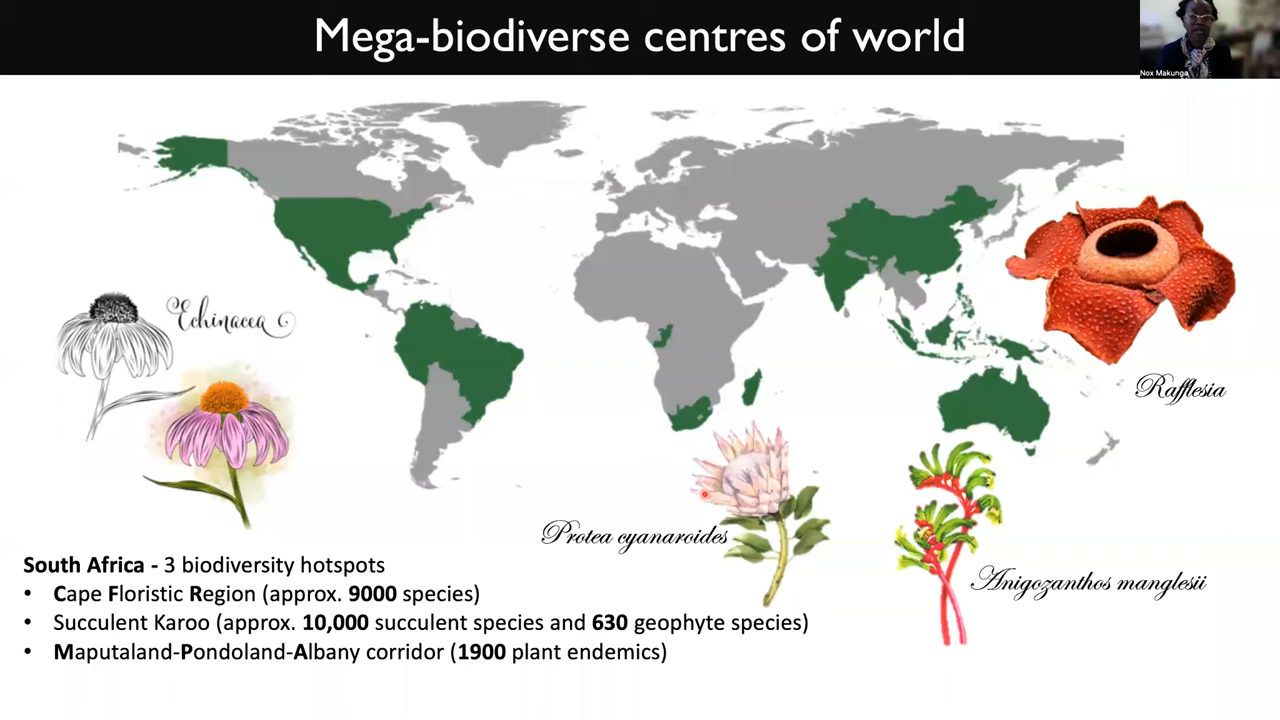 Mega-biodiverse centres of world
Nox Makunga
Echinacea
Rafflesia
Protea cyanaroides
Anigozanthos manglesii
South Africa - 3 biodiversity hotspots
• Cape Floristic Region (approx. 9000 species)
• Succulent Karoo (approx. 10,000 succulent species and 630 geophyte species)
• Maputaland-Pondoland-Albany corridor (1900 plant endemics)